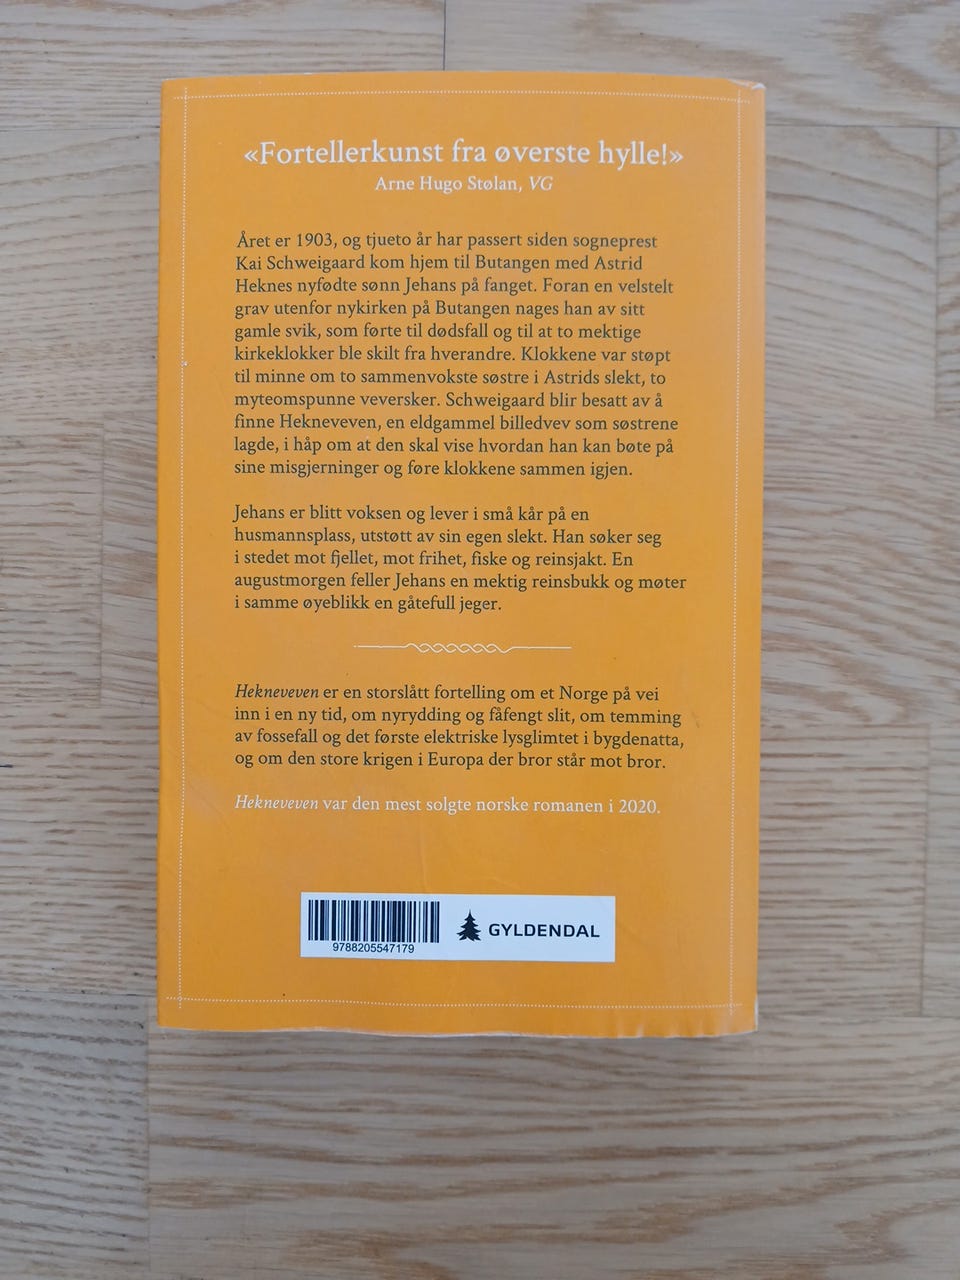 «Fortellerkunst fra øverste hylle!»
Arne Hugo Stølan, VG
Året er 1903, og tjueto år har passert siden sogneprest
Kai Schweigaard kom hjem til Butangen med Astrid
Heknes nyfødte sønn Jehans på fanget. Foran en velstelt
grav utenfor nykirken på Butangen nages han av sitt
gamle svik, som førte til dødsfall og til at to mektige
kirkeklokker ble skilt fra hverandre. Klokkene var støpt
til minne om to sammenvokste søstre i Astrids slekt, to
myteomspunne veversker. Schweigaard blir besatt av å
finne Hekneveven, en eldgammel billedvev som søstrene
lagde, i håp om at den skal vise hvordan han kan bøte på
sine misgjerninger og føre klokkene sammen igjen.
Jehans er blitt voksen og lever i små kår på en
husmannsplass, utstøtt av sin egen slekt. Han søker seg
i stedet mot fjellet, mot frihet, fiske og reinsjakt. En
augustmorgen feller Jehans en mektig reinsbukk og møter
i samme øyeblikk en gåtefull jeger.
Hekneveven er en storslått fortelling om et Norge på vei
inn i en ny tid, om nyrydding og fåfengt slit, om temming
av fossefall og det første elektriske lysglimtet i bygdenatta,
og om den store krigen i Europa der bror står mot bror.
Hekneveven var den mest solgte norske romanen i 2020.
9788205547179
GYLDENDAL